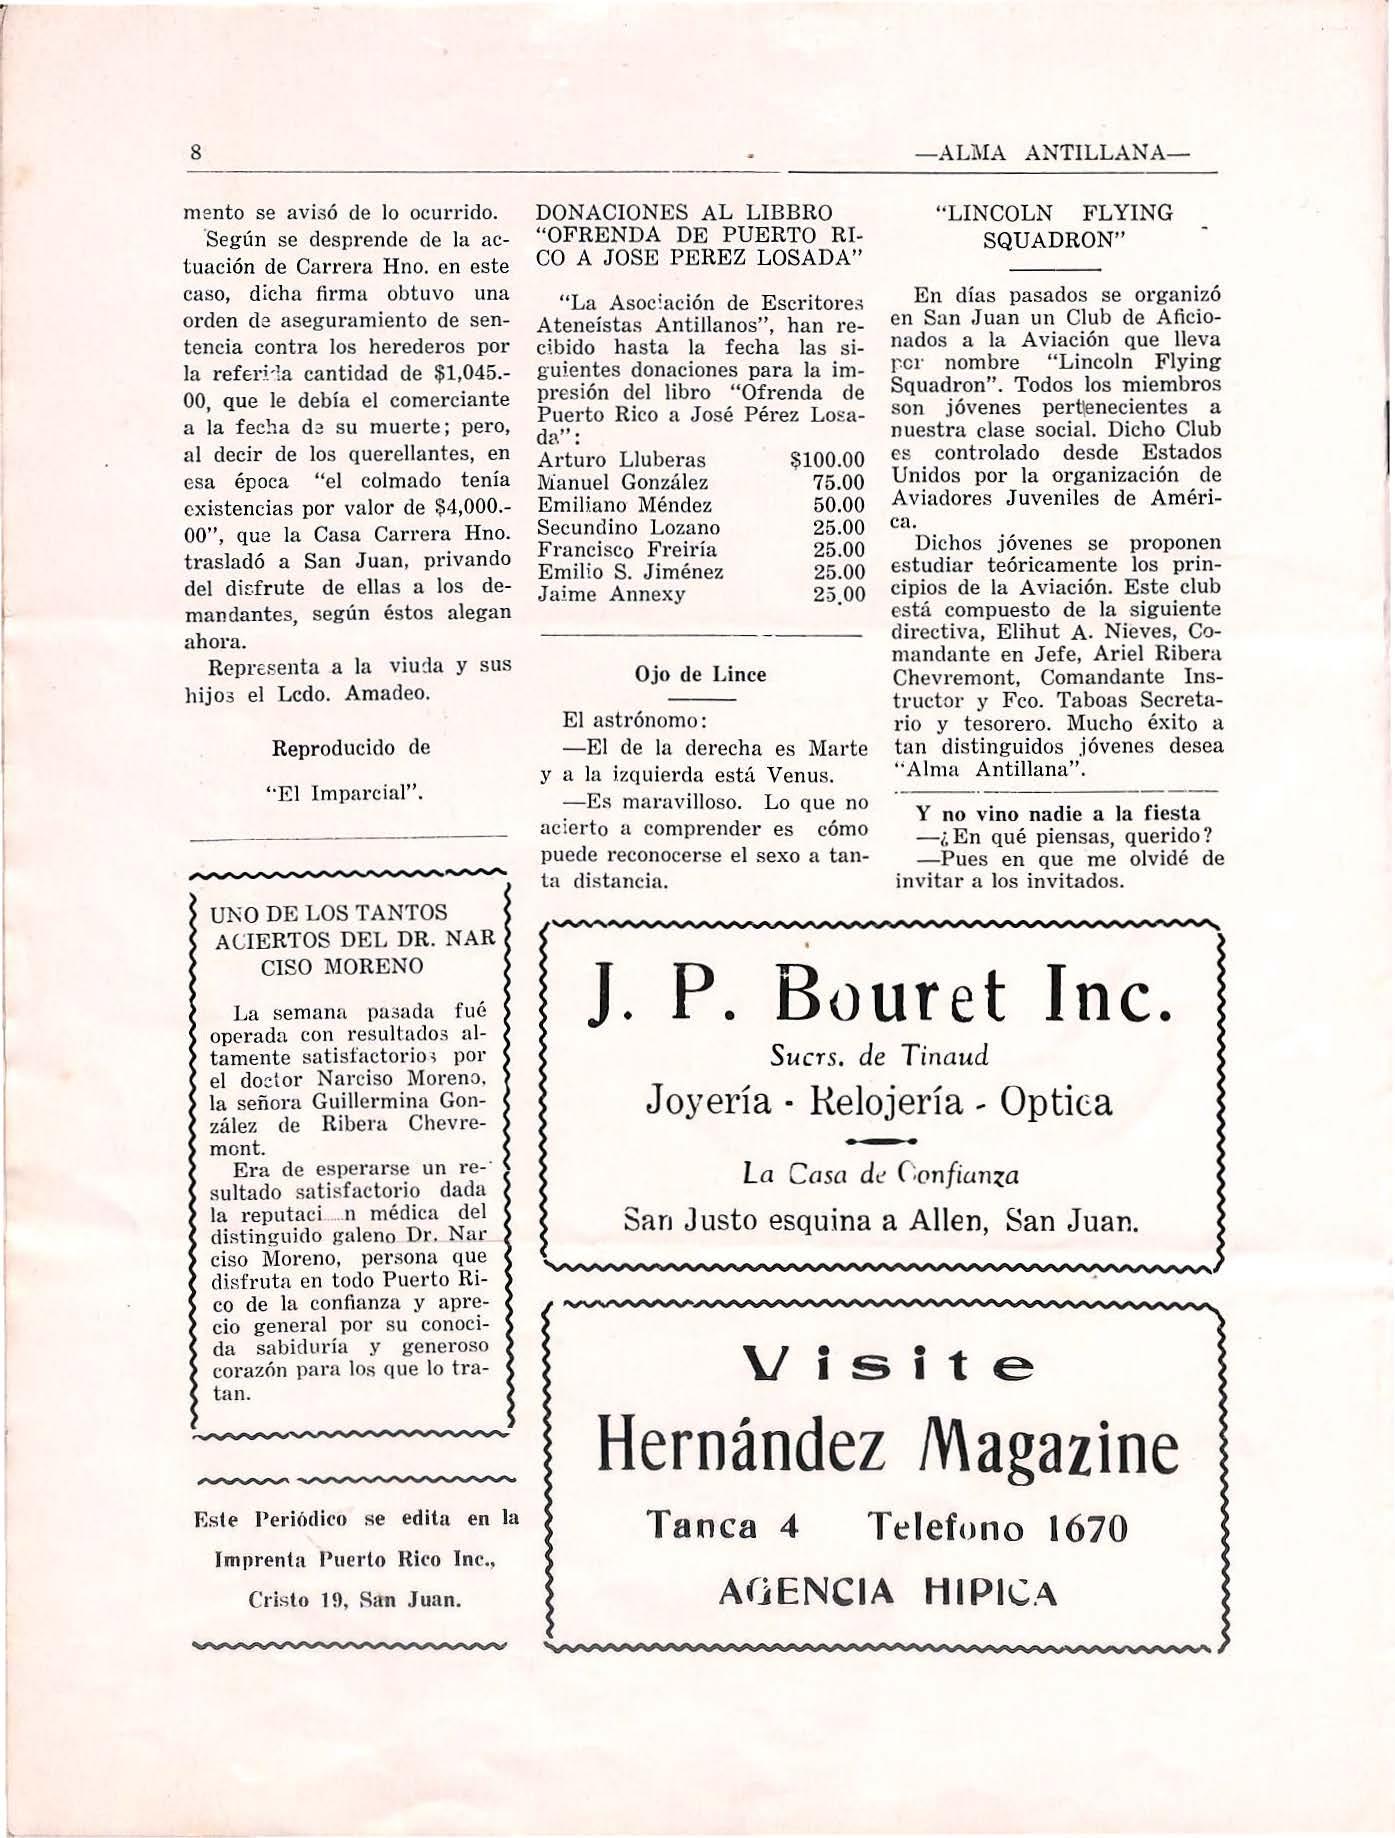 8
—ALMA ANTILLANA—
mento se avisó de lo ocurrido.
Según se desprende de la ac-
tuación de Carrera Hno. en este
caso, dicha firma obtuvo una
orden de aseguramiento de sen-
tencia contra los herederos por
la referida cantidad de $1,045.-
00, que le debía el comerciante
a la fecha de su muerte; pero,
al decir de los querellantes, en
esa época "el colmado tenía
existencias por valor de $4,000.-
00", que la Casa Carrera Hno.
trasladó a San Juan, privando
del disfrute de ellas a los de-
mandantes, según éstos alegan
ahora.
Representa a la viuda y sus
hijos el Lcdo. Amadeo.
Reproducido de
"El Imparcial".
UNO DE LOS TANTOS
ACIERTOS DEL DR. NAR
CISO MORENO
La semana pasada fué
operada con resultados al-
tamente satisfactorios por
el doctor Narciso Moreno,
la señora Guillermina Gon-
zález de Ribera Chevre-
mont.
Era de esperarse un re-
sultado satisfactorio dada
la reputaci n médica del
distinguido galeno Dr. Nar
ciso Moreno, persona que
disfruta en todo Puerto Ri-
co de la confianza y apre-
cio general por su conoci-
da sabiduría y generoso
corazón para los que lo tra-
tan.
Este Periódico se edita en la
Imprenta Puerto Rico Inc.,
Cristo 19, San Juan.
DONACIONES AL LIBBRO
"OFRENDA DE PUERTO RI-
CO A JOSE PEREZ LOSADA"
"La Asociación de Escritores
Ateneístas Antillanos", han re-
cibido hasta la fecha las si-
guientes donaciones para la im-
presión del libro "Ofrenda de
Puerto Rico a José Pérez Losa-
da":
Arturo Lluberas $100.00
Manuel González 75.00
Emiliano Méndez 50.00
Secundino Lozano 25.00
Francisco Freiría 25.00
Emilio S. Jiménez 25.00
Jaime Annexy 25.00
Ojo de Lince
El astrónomo:
—El de la derecha es Marte
y a la izquierda está Venus.
—Es maravilloso. Lo que no
acierto a comprender es cómo
puede reconocerse el sexo a tan-
ta distancia.
"LINCOLN FLYING
SQUADRON"
En días pasados se organizó
en San Juan un Club de Aficio-
nados a la Aviación que lleva
por nombre "Lincoln Flying
Squadron". Todos los miembros
son jóvenes pertenecientes a
nuestra clase social. Dicho Club
es controlado desde Estados
Unidos por la organización de
Aviadores Juveniles de Améri-
ca.
Dichos jóvenes se proponen
estudiar teóricamente los prin-
cipios de la Aviación. Este club
está compuesto de la siguiente
directiva, Elihut A. Nieves, Co-
mandante en Jefe, Ariel Ribera
Chevremont, Comandante Ins-
tructor y Fco. Taboas Secreta-
rio y tesorero. Mucho éxito a
tan distinguidos jóvenes desea
"Alma Antillana".
Y no vino nadie a la fiesta
—¿En qué piensas, querido?
—Pues en que me olvidé de
invitar a los invitados.
J. P. Bouret Inc.
Sucrs. de Tinaud
Joyería - Relojería - Optica
La Casa de Confianza
San Justo esquina a Allen, San Juan.
Visite
Hernández Magazine
Tanca 4 Telefono 1670
AGENCIA HIPICA